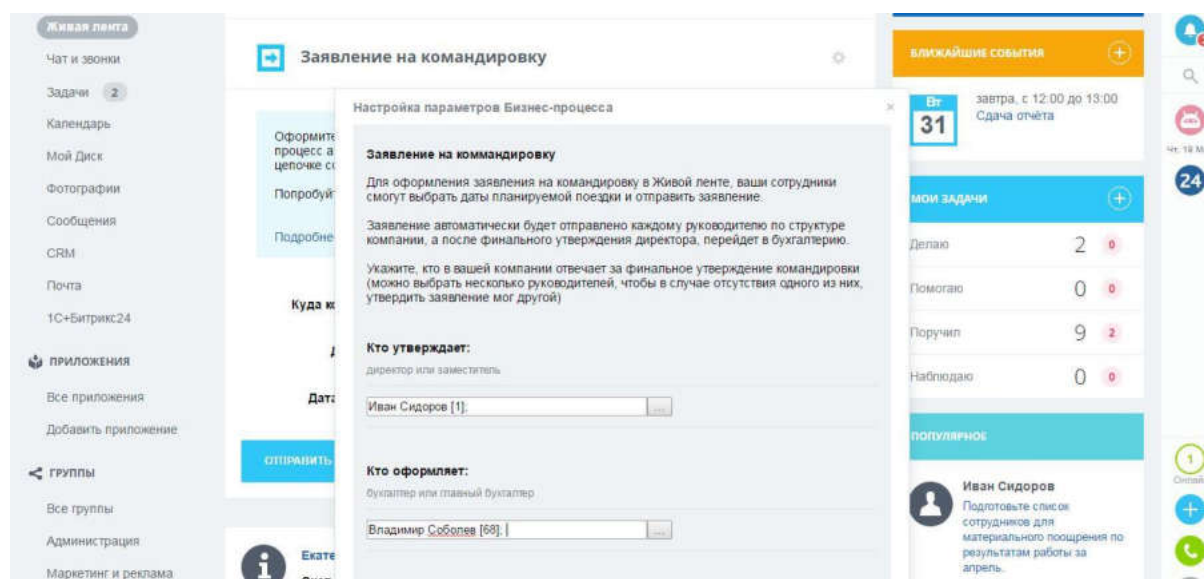 Живая лента
Чат и звонки
Задачи 2
Календарь
Мой Диск
Фотографии
Сообщения
CRM
Почта
1С+Битрикс24
ПРИЛОЖЕНИЯ
Все приложения
Добавить приложение
ГРУППЫ
Все группы
Администрация
Маркетинг и реклама
Заявление на командировку
Оформите
процесс а
цепочке со
Попробуйт
Подробне
Куда ко
Дата
ОТПРАВИТЬ
Екате
Настройка параметров Бизнес-процесса
Заявление на коммандировку
Для оформления заявления на командировку в Живой ленте, ваши сотрудники
смогут выбрать даты планируемой поездки и отправить заявление.
Заявление автоматически будет отправлено каждому руководителю по структуре
компании, а после финального утверждения директора, перейдет в бухгалтерию.
Укажите, кто в вашей компании отвечает за финальное утверждение командировки
(можно выбрать несколько руководителей, чтобы в случае отсутствия одного из них,
утвердить заявление мог другой)
Кто утверждает:
директор или заместитель
Иван Сидоров [1];
...
Кто оформляет:
бухгалтер или главный бухгалтер
Владимир Соболев [68];
...
БЛИЖАЙШИЕ СОБЫТИЯ
Вт
31
завтра, с 12:00 до 13:00
Сдача отчёта
МОИ ЗАДАЧИ
Делаю 2 0
Помогаю 0 0
Поручил 9 2
Наблюдаю 0 0
ПОПУЛЯРНОЕ
Иван Сидоров
Подготовьте список
сотрудников для
материального поощрения по
результатам работы за
апрель.
Чт, 19 М
24
1
Онлай